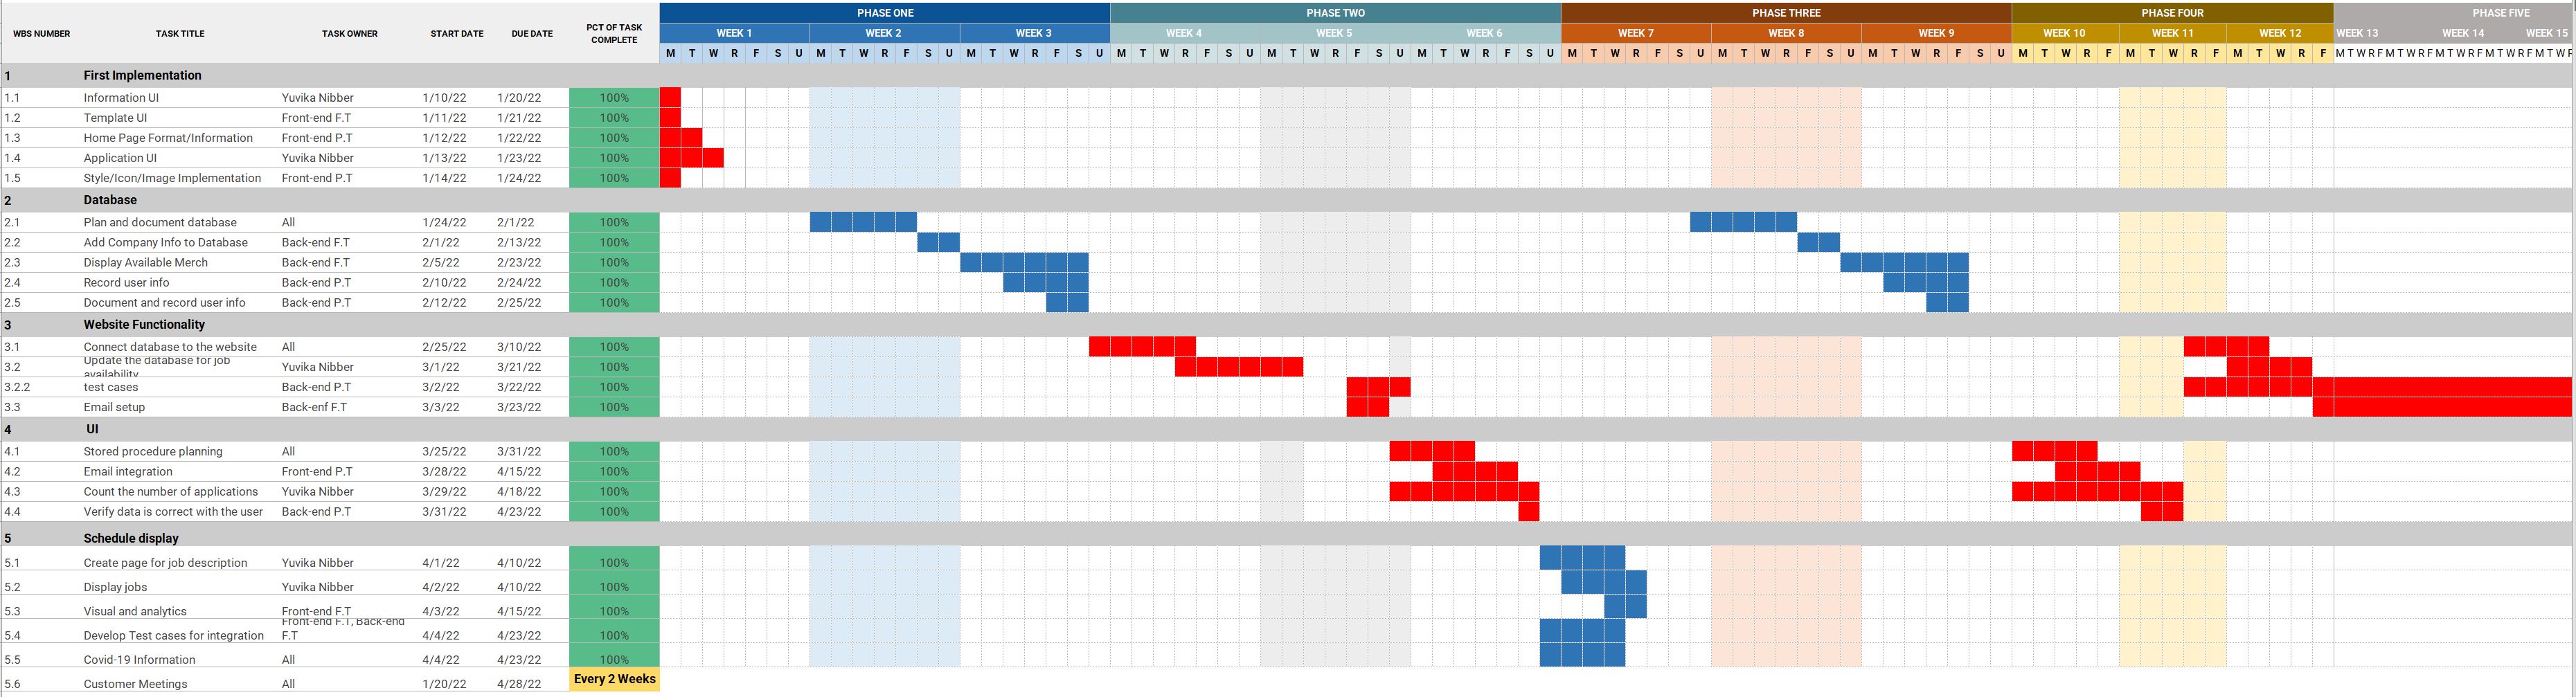 PHASE ONE PHASE TWO PHASE THREE PHASE FOUR PHASE FIVE
WBS NUMBER TASK TITLE TASK OWNER START DATE DUE DATE PCT OF TASK COMPLETE WEEK 1 WEEK 2 WEEK 3 WEEK 4 WEEK 5 WEEK 6 WEEK 7 WEEK 8 WEEK 9 WEEK 10 WEEK 11 WEEK 12 WEEK 13 WEEK 14 WEEK 15
M T W R F S U M T W R F S U M T W R F S U M T W R F S U M T W R F S U M T W R F S U M T W R F S U M T W R F S U M T W R F S U M T W R F M T W R F M T W R F M T W R F M T W R F M T W R
1 First Implementation
1.1 Information UI Yuvika Nibber 1/10/22 1/20/22 100%
1.2 Template UI Front-end F.T 1/11/22 1/21/22 100%
1.3 Home Page Format/Information Front-end P.T 1/12/22 1/22/22 100%
1.4 Application UI Yuvika Nibber 1/13/22 1/23/22 100%
1.5 Style/Icon/Image Implementation Front-end P.T 1/14/22 1/24/22 100%
2 Database
2.1 Plan and document database All 1/24/22 2/1/22 100%
2.2 Add Company Info to Database Back-end F.T 2/1/22 2/13/22 100%
2.3 Display Available Merch Back-end F.T 2/5/22 2/23/22 100%
2.4 Record user info Back-end P.T 2/10/22 2/24/22 100%
2.5 Document and record user info Back-end P.T 2/12/22 2/25/22 100%
3 Website Functionality
3.1 Connect database to the website All 2/25/22 3/10/22 100%
3.2 Update the database for job availability Yuvika Nibber 3/1/22 3/21/22 100%
3.2.2 test cases Back-end P.T 3/2/22 3/22/22 100%
3.3 Email setup Back-enf F.T 3/3/22 3/23/22 100%
4 UI
4.1 Stored procedure planning All 3/25/22 3/31/22 100%
4.2 Email integration Front-end P.T 3/28/22 4/15/22 100%
4.3 Count the number of applications Yuvika Nibber 3/29/22 4/18/22 100%
4.4 Verify data is correct with the user Back-end P.T 3/31/22 4/23/22 100%
5 Schedule display
5.1 Create page for job description Yuvika Nibber 4/1/22 4/10/22 100%
5.2 Display jobs Yuvika Nibber 4/2/22 4/10/22 100%
5.3 Visual and analytics Front-end F.T 4/3/22 4/15/22 100%
5.4 Develop Test cases for integration Front-end F.T, Back-end F.T 4/4/22 4/23/22 100%
5.5 Covid-19 Information All 4/4/22 4/23/22 100%
5.6 Customer Meetings All 1/20/22 4/28/22 Every 2 Weeks